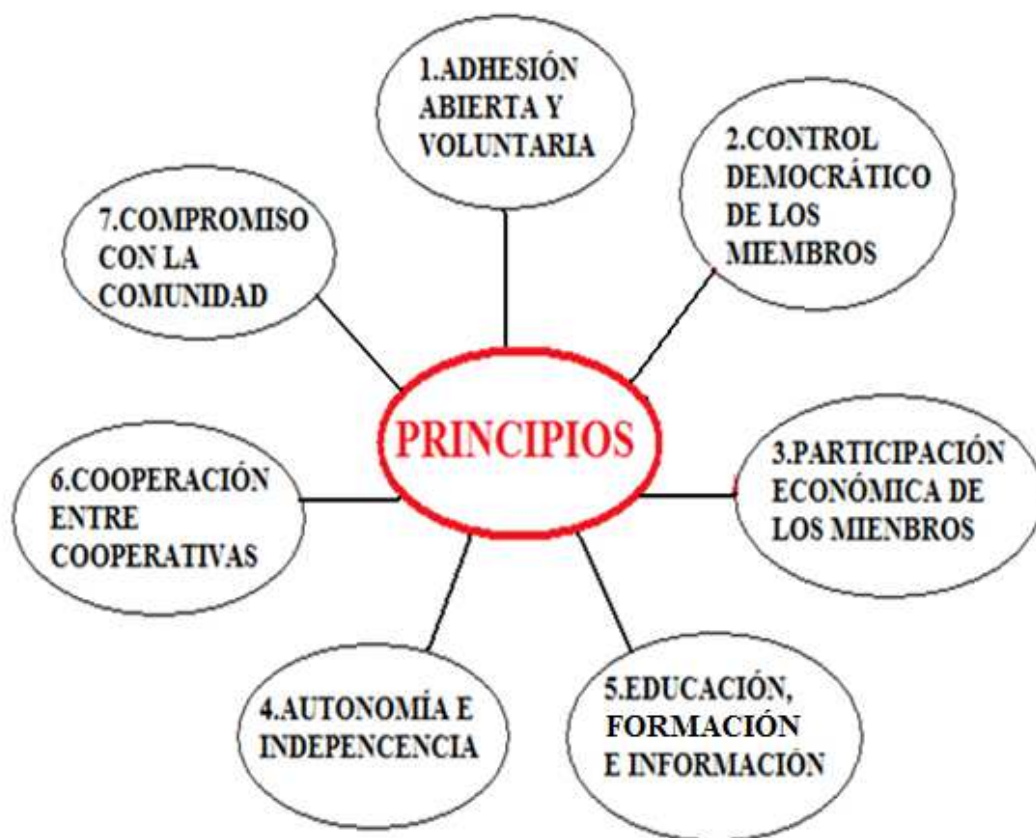 1.ADHESIÓN
ABIERTA Y
VOLUNTARIA
2.CONTROL
DEMOCRÁTICO
DE LOS
MIEMBROS
7.COMPROMISO
CON LA
COMUNIDAD
PRINCIPIOS
3.PARTICIPACIÓN
ECONÓMICA DE
LOS MIENBROS
6.COOPERACIÓN
ENTRE
COOPERATIVAS
4.AUTONOMÍA E
INDEPENCENCIA
5.EDUCACIÓN,
FORMACIÓN
E INFORMACIÓN